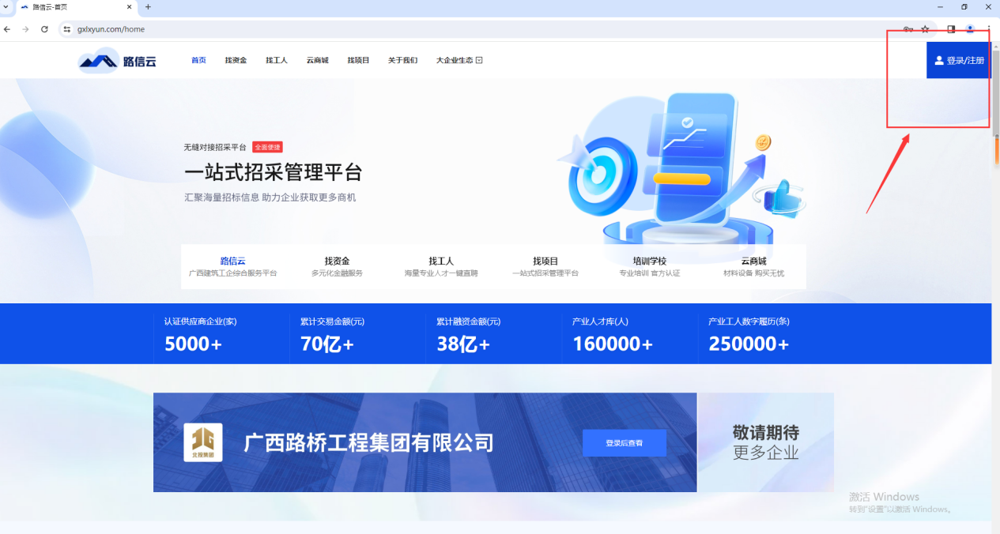 路信云-首页
gxlxyun.com/home
路信云
首页 找资金 找工人 云商城 找项目 关于我们 大企业生态
登录/注册
无缝对接招采平台 全面便捷
一站式招采管理平台
汇聚海量招标信息 助力企业获取更多商机
路信云 找资金 找工人 找项目 培训学校 云商城
广西建筑工企综合服务平台 多元化金融服务 海量专业人才一键直聘 一站式招采管理平台 专业培训 官方认证 材料设备 购买无忧
认证供应商企业(家) 累计交易金额(元) 累计融资金额(元) 产业人才库(人) 产业工人数字履历(条)
5000+ 70亿+ 38亿+ 160000+ 250000+
北投集团
广西路桥工程集团有限公司
登录后查看
敬请期待
更多企业
激活 Windows
转到"设置"以激活 Windows。